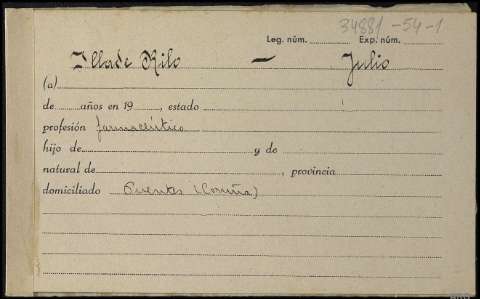 34881-54-1
Leg. núm. Exp. núm.
Illade Rilo — Julio
(a)
de años en 19 , estado
profesión farmacéutico
hijo de y de
natural de , provincia
domiciliado Puentes (Coruña)